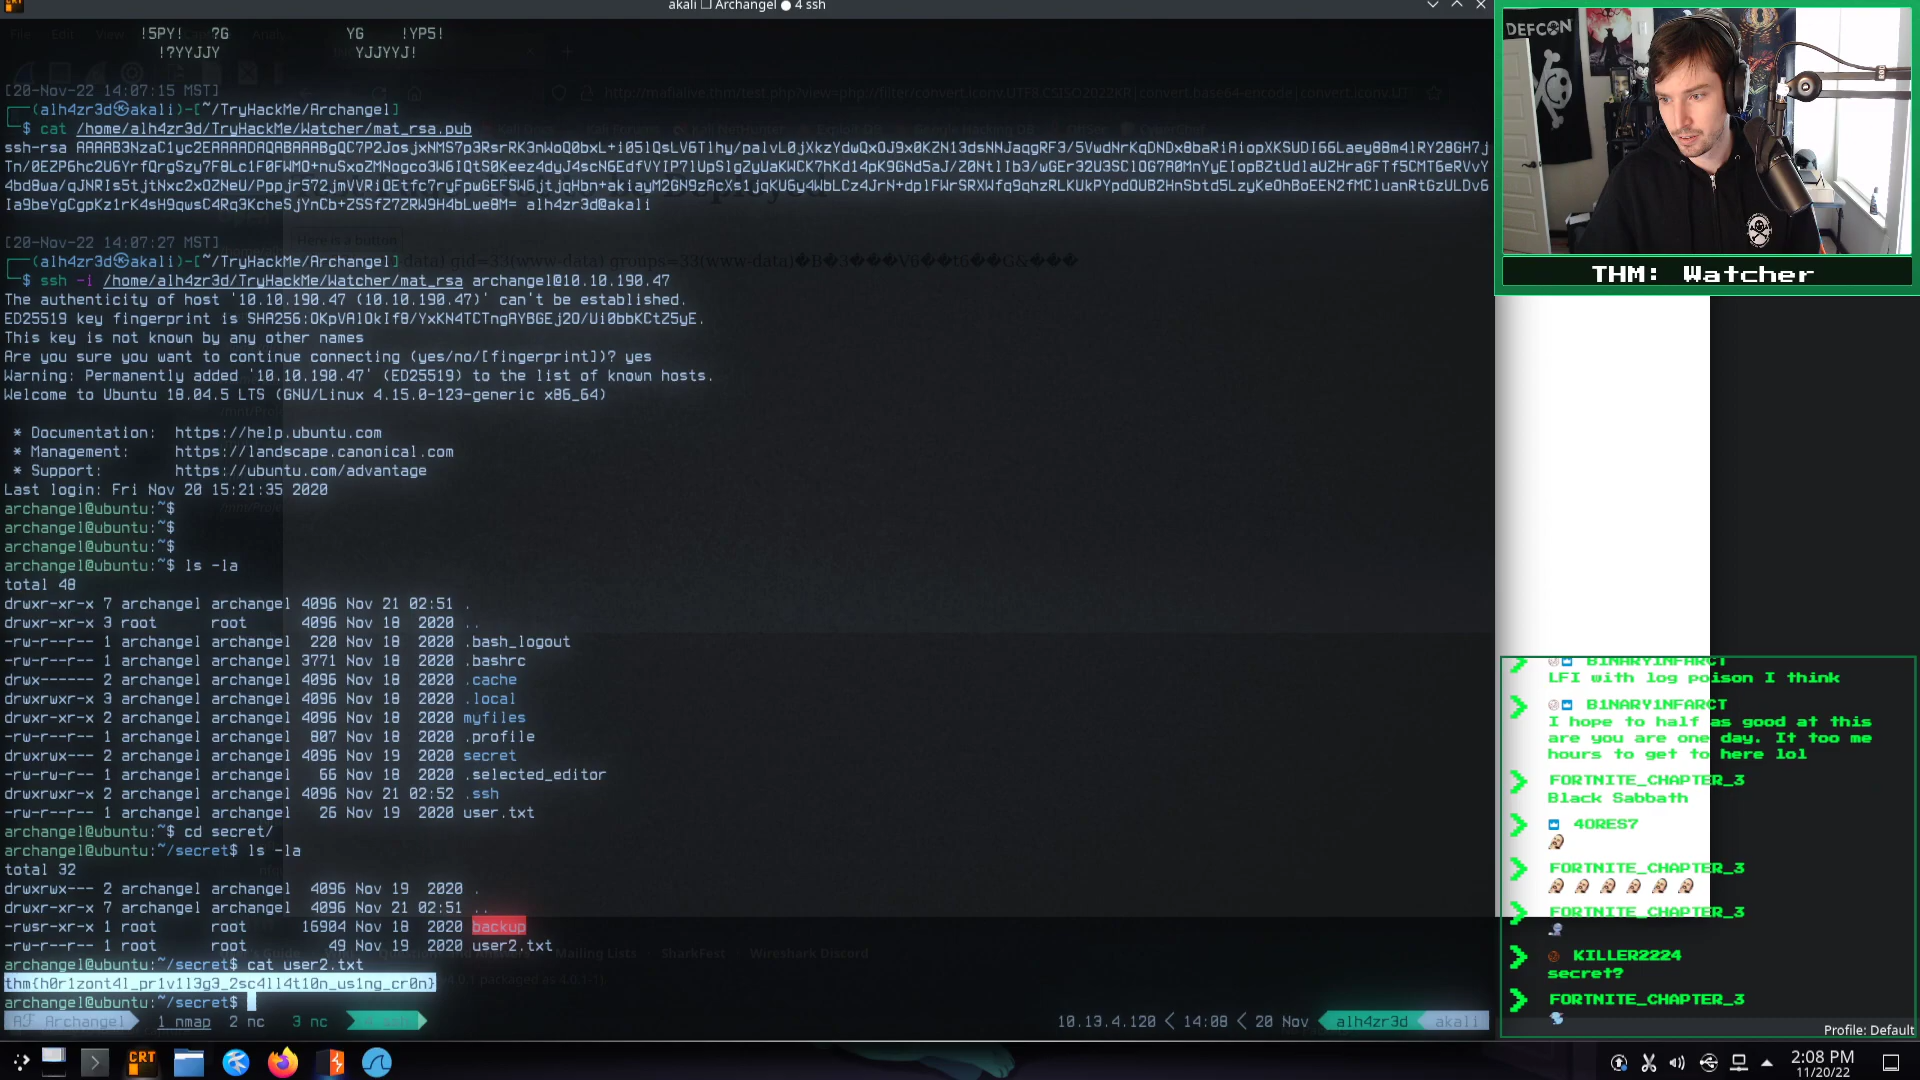 akali ☐ Archangel ● 4 ssh
!5PY!   ?G             YG    !YP5!
!?YYJJY               YJJYYJ!
[20-Nov-22 14:07:15 MST]
┌──(alh4zr3d㉿akali)-[~/TryHackMe/Archangel]
└─$ cat /home/alh4zr3d/TryHackMe/Watcher/mat_rsa.pub
[20-Nov-22 14:07:27 MST]
┌──(alh4zr3d㉿akali)-[~/TryHackMe/Archangel]
└─$ ssh -i /home/alh4zr3d/TryHackMe/Watcher/mat_rsa archangel@10.10.190.47
The authenticity of host '10.10.190.47 (10.10.190.47)' can't be established.
ED25519 key fingerprint is
This key is not known by any other names
Are you sure you want to continue connecting (yes/no/[fingerprint])? yes
Warning: Permanently added '10.10.190.47' (ED25519) to the list of known hosts.
Welcome to Ubuntu 18.04.5 LTS (GNU/Linux 4.15.0-123-generic x86_64)
 * Documentation:  https://help.ubuntu.com
 * Management:     https://landscape.canonical.com
 * Support:        https://ubuntu.com/advantage
Last login: Fri Nov 20 15:21:35 2020
archangel@ubuntu:~$
archangel@ubuntu:~$
archangel@ubuntu:~$
archangel@ubuntu:~$ ls -la
total 48
drwxr-xr-x 7 archangel archangel 4096 Nov 21 02:51 .
drwxr-xr-x 3 root      root      4096 Nov 18  2020 ..
-rw-r--r-- 1 archangel archangel  220 Nov 18  2020 .bash_logout
-rw-r--r-- 1 archangel archangel 3771 Nov 18  2020 .bashrc
drwx------ 2 archangel archangel 4096 Nov 18  2020 .cache
drwxrwxr-x 3 archangel archangel 4096 Nov 18  2020 .local
drwxr-xr-x 2 archangel archangel 4096 Nov 18  2020 myfiles
-rw-r--r-- 1 archangel archangel  807 Nov 18  2020 .profile
drwxrwx--- 2 archangel archangel 4096 Nov 19  2020 secret
-rw-rw-r-- 1 archangel archangel   66 Nov 18  2020 .selected_editor
drwxrwxr-x 2 archangel archangel 4096 Nov 21 02:52 .ssh
-rw-r--r-- 1 archangel archangel   26 Nov 19  2020 user.txt
archangel@ubuntu:~$ cd secret/
archangel@ubuntu:~/secret$ ls -la
total 32
drwxrwx--- 2 archangel archangel  4096 Nov 19  2020 .
drwxr-xr-x 7 archangel archangel  4096 Nov 21 02:51 ..
-rwsr-xr-x 1 root      root      16904 Nov 18  2020 backup
-rw-r--r-- 1 root      root         49 Nov 19  2020 user2.txt
archangel@ubuntu:~/secret$ cat user2.txt
thm{h0r1zont4l_pr1v1l3g3_2sc4ll4t10n_us1ng_cr0n}
archangel@ubuntu:~/secret$
Archangel 1 nmap 2 nc 3 nc 10.13.4.120 < 14:08 < 20 Nov alh4zr3d akali
Mailing Lists SharkFest Wireshark Discord
Here is a button
DEFCON
THM: Watcher
B1NARY1NFARCT
LFI with log poison I think
B1NARY1NFARCT
I hope to half as good at this
are you are one day. It too me
hours to get to here lol
FORTNITE_CHAPTER_3
Black Sabbath
4ORES7
FORTNITE_CHAPTER_3
FORTNITE_CHAPTER_3
KILLER2224
secret?
FORTNITE_CHAPTER_3
Profile: Default
CRT
2:08 PM
11/20/22